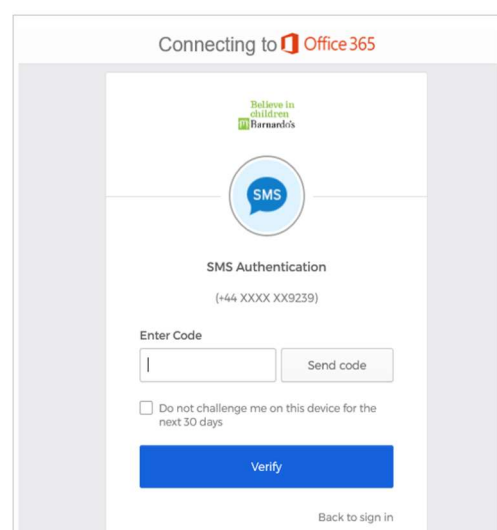 Connecting to Office 365
Believe in
children
Barnardo's
SMS
SMS Authentication
(+44 XXXX XX9239)
Enter Code
Send code
Do not challenge me on this device for the
next 30 days
Verify
Back to sign in